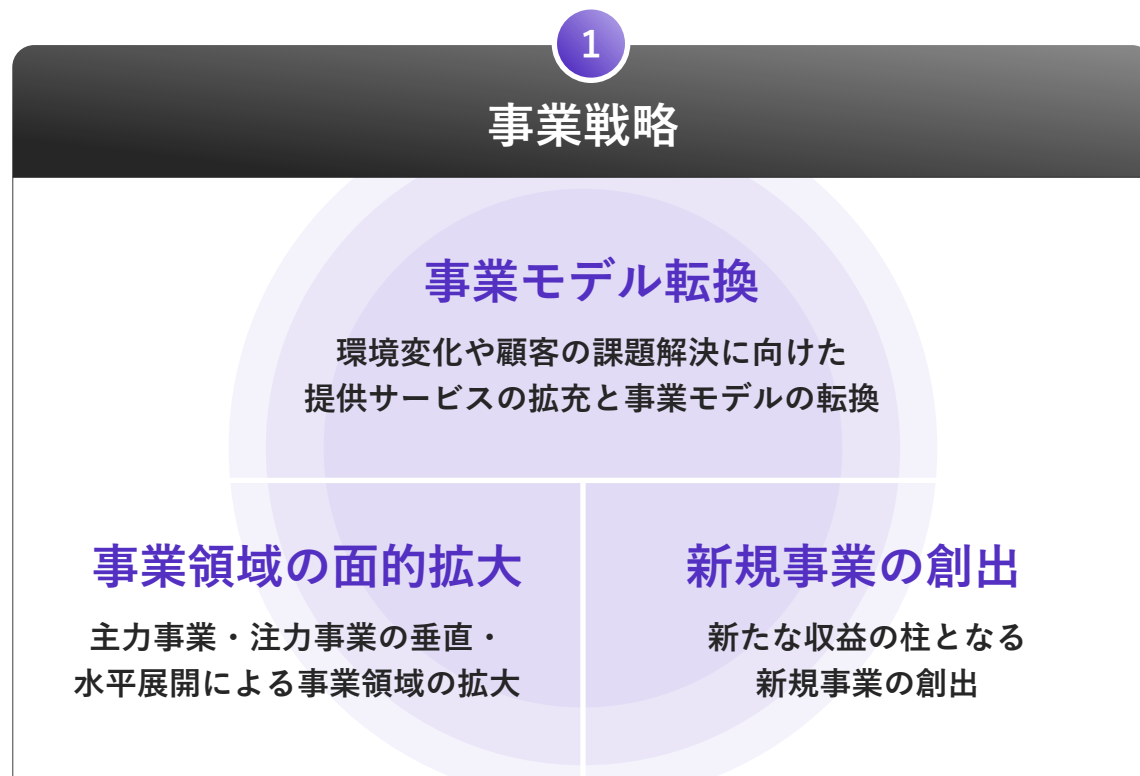 1
事業戦略
事業モデル転換
環境変化や顧客の課題解決に向けた
提供サービスの拡充と事業モデルの転換
事業領域の面的拡大
主力事業・注力事業の垂直・
水平展開による事業領域の拡大
新規事業の創出
新たな収益の柱となる
新規事業の創出